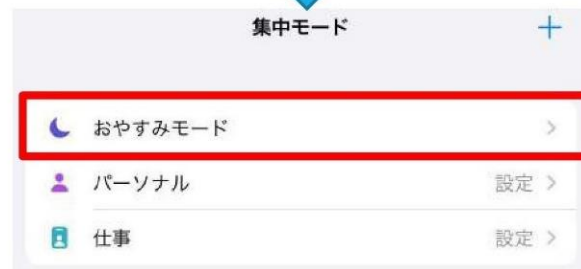 集中モード
おやすみモード
パーソナル 設定
仕事 設定